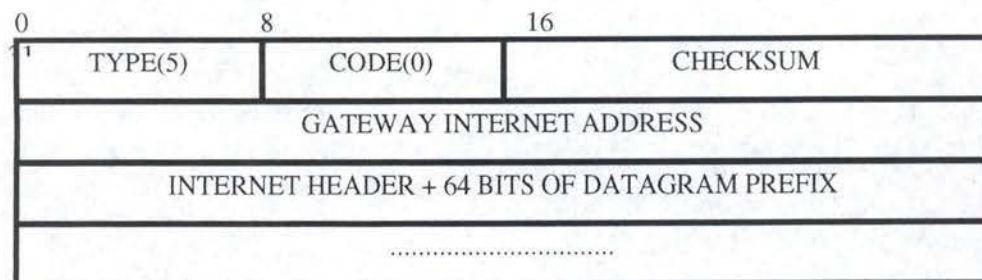 0 8 16
TYPE(5) CODE(0) CHECKSUM
GATEWAY INTERNET ADDRESS
INTERNET HEADER + 64 BITS OF DATAGRAM PREFIX
................................